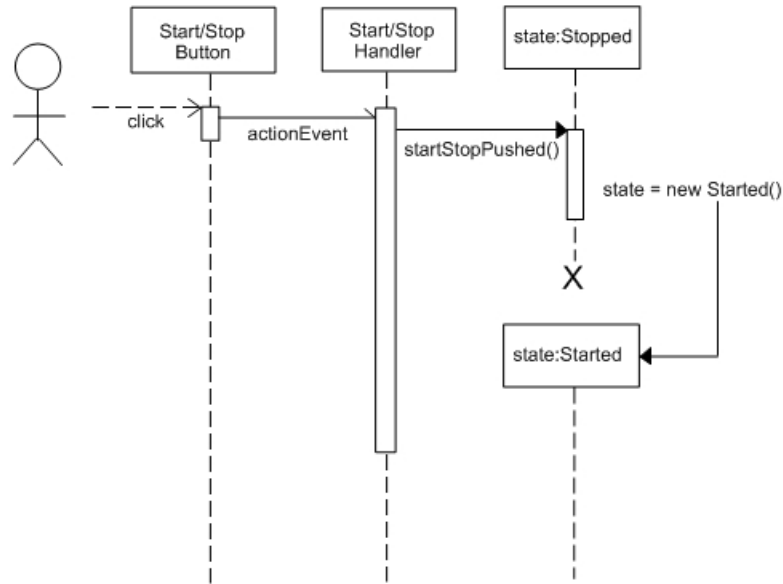 Start/Stop
Button
Start/Stop
Handler
state:Stopped
click
actionEvent
startStopPushed()
state = new Started()
X
state:Started